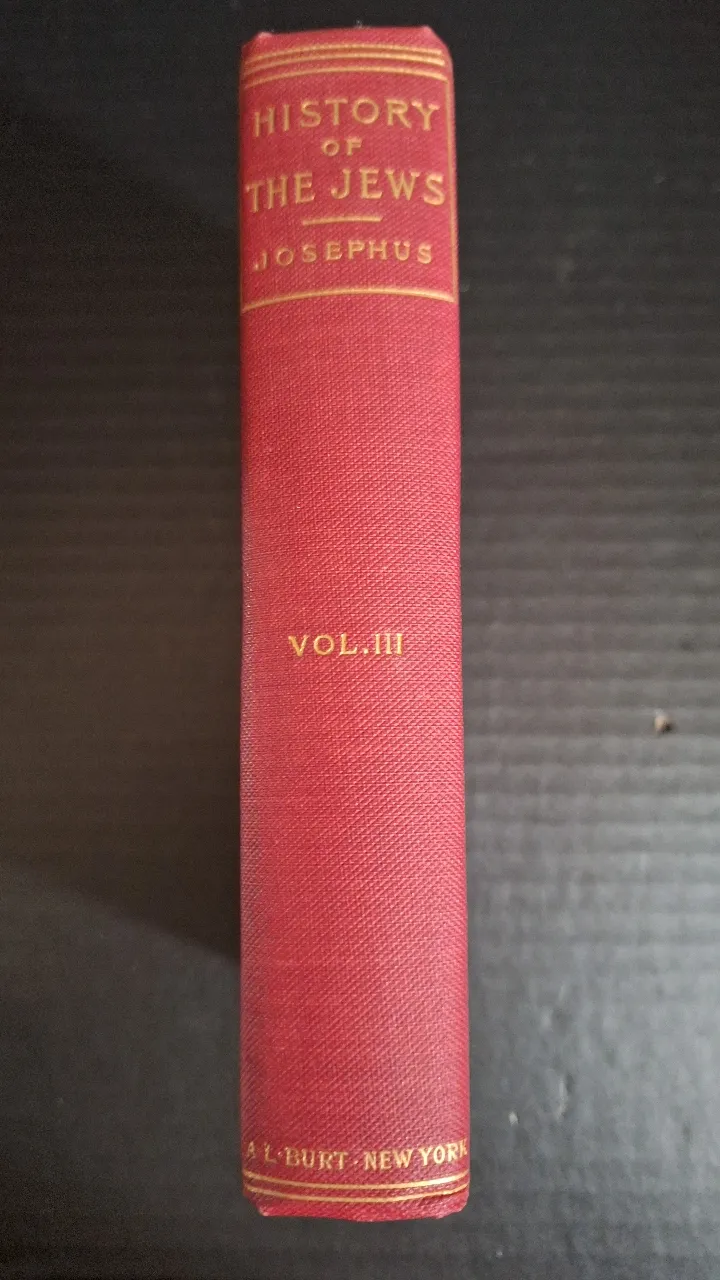 HISTORY
OF
THE JEWS
JOSEPHUS
VOL.III
A·L·BURT·NEW YORK